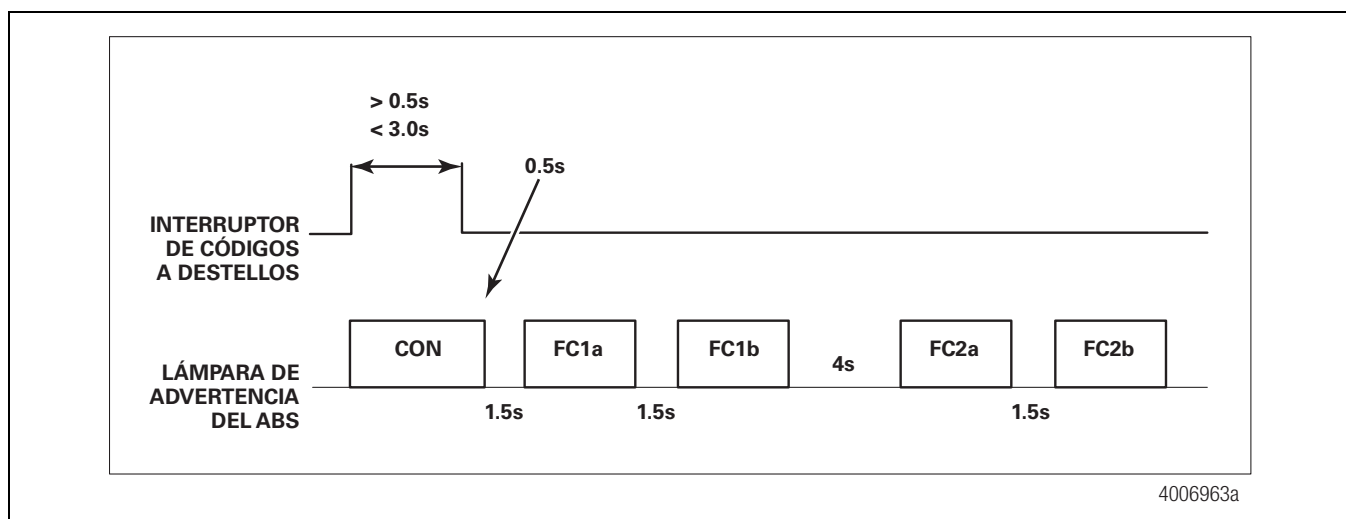 > 0.5s
< 3.0s
0.5s
INTERRUPTOR
DE CÓDIGOS
A DESTELLOS
CON
FC1a
FC1b
4s
FC2a
FC2b
LÁMPARA DE
ADVERTENCIA
DEL ABS
1.5s
1.5s
1.5s
4006963a